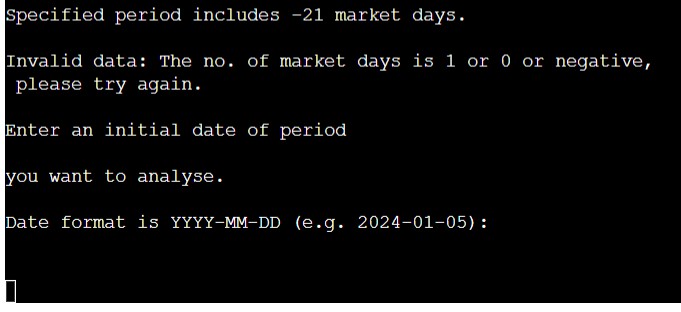 Specified period includes -21 market days.
Invalid data: The no. of market days is 1 or 0 or negative,
please try again.
Enter an initial date of period
you want to analyse.
Date format is YYYY-MM-DD (e.g. 2024-01-05):